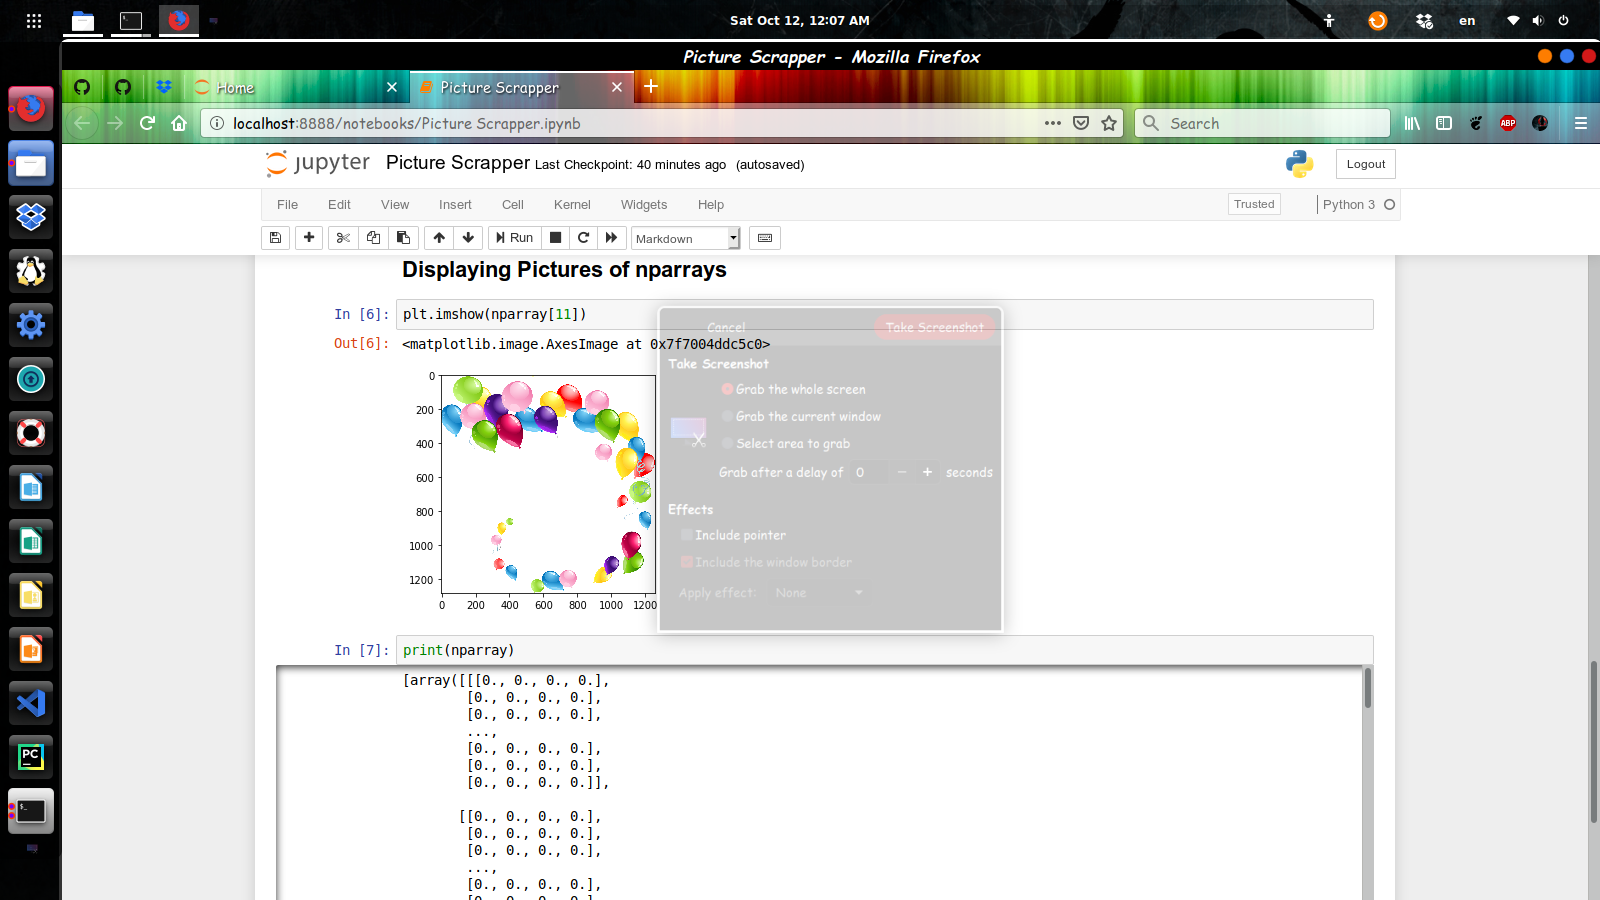 Sat Oct 12, 12:07 AM
en
Picture Scrapper - Mozilla Firefox
Home
Picture Scrapper
localhost:8888/notebooks/Picture Scrapper.ipynb
Search
ABP
jupyter Picture Scrapper Last Checkpoint: 40 minutes ago (autosaved)
Logout
File Edit View Insert Cell Kernel Widgets Help
Trusted
Python 3
Run
Markdown
Displaying Pictures of nparrays
In [6]: plt.imshow(nparray[11])
Out[6]: <matplotlib.image.AxesImage at 0x7f7004ddc5c0>
0
200
400
600
800
1000
1200
0 200 400 600 800 1000 1200
Cancel
Take Screenshot
Take Screenshot
Grab the whole screen
Grab the current window
Select area to grab
Grab after a delay of 0 − + seconds
Effects
Include pointer
Include the window border
Apply effect: None
In [7]: print(nparray)
[array([[[0., 0., 0., 0.],
[0., 0., 0., 0.],
[0., 0., 0., 0.],
...,
[0., 0., 0., 0.],
[0., 0., 0., 0.],
[0., 0., 0., 0.]],
[[0., 0., 0., 0.],
[0., 0., 0., 0.],
[0., 0., 0., 0.],
...,
[0., 0., 0., 0.],
PC